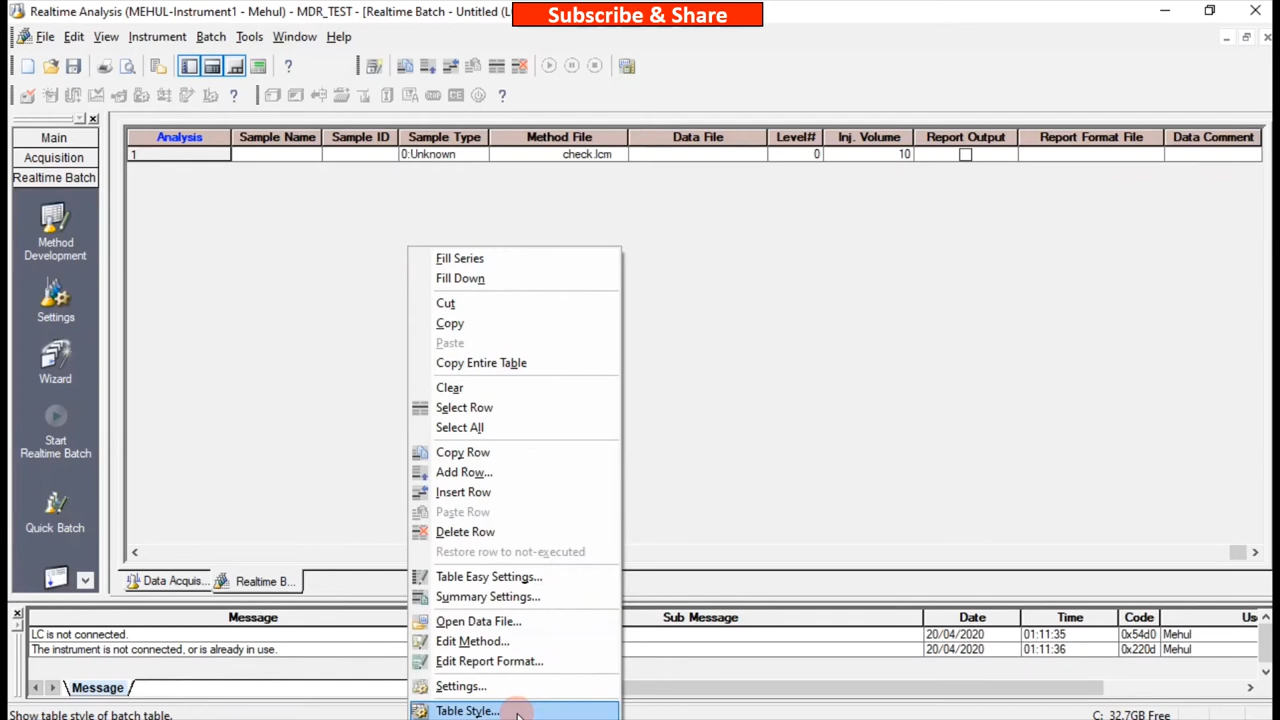 Realtime Analysis (MEHUL-Instrument1 - Mehul) - MDR_TEST - [Realtime Batch - Untitled (L
Subscribe & Share
File Edit View Instrument Batch Tools Window Help
Main
Acquisition
Realtime Batch
Method Development
Settings
Wizard
Start Realtime Batch
Quick Batch
Analysis Sample Name Sample ID Sample Type Method File Data File Level# Inj. Volume Report Output Report Format File Data Comment
1 0:Unknown check.lcm 0 10
Fill Series
Fill Down
Cut
Copy
Paste
Copy Entire Table
Clear
Select Row
Select All
Copy Row
Add Row...
Insert Row
Paste Row
Delete Row
Restore row to not-executed
Table Easy Settings...
Summary Settings...
Open Data File...
Edit Method...
Edit Report Format...
Settings...
Table Style...
Data Acquis... Realtime B...
Message Sub Message Date Time Code Us
LC is not connected. 20/04/2020 01:11:35 0x54d0 Mehul
The instrument is not connected, or is already in use. 20/04/2020 01:11:36 0x220d Mehul
Message
Show table style of batch table. C: 32.7GB Free